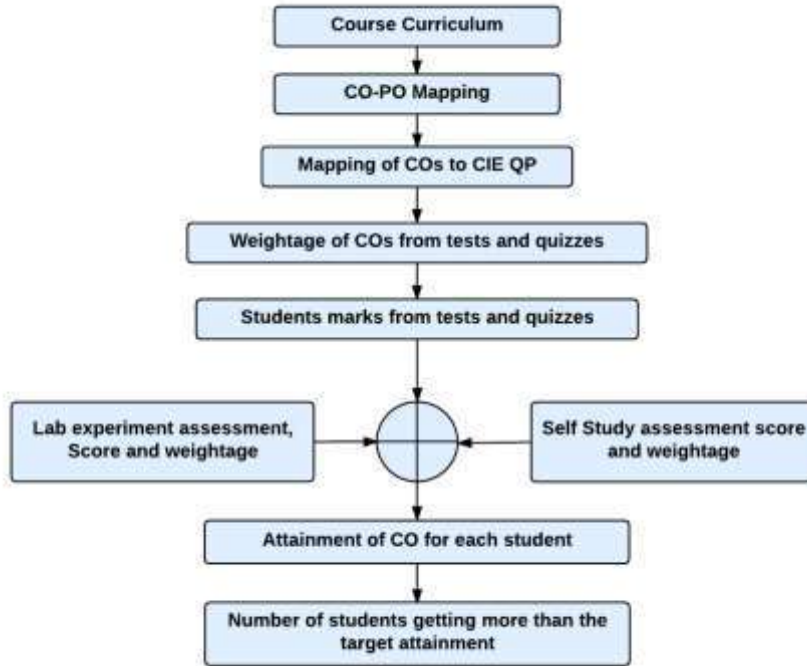 Course Curriculum
CO-PO Mapping
Mapping of COs to CIE QP
Weightage of COs from tests and quizzes
Students marks from tests and quizzes
Lab experiment assessment,
Score and weightage
Self Study assessment score
and weightage
Attainment of CO for each student
Number of students getting more than the
target attainment